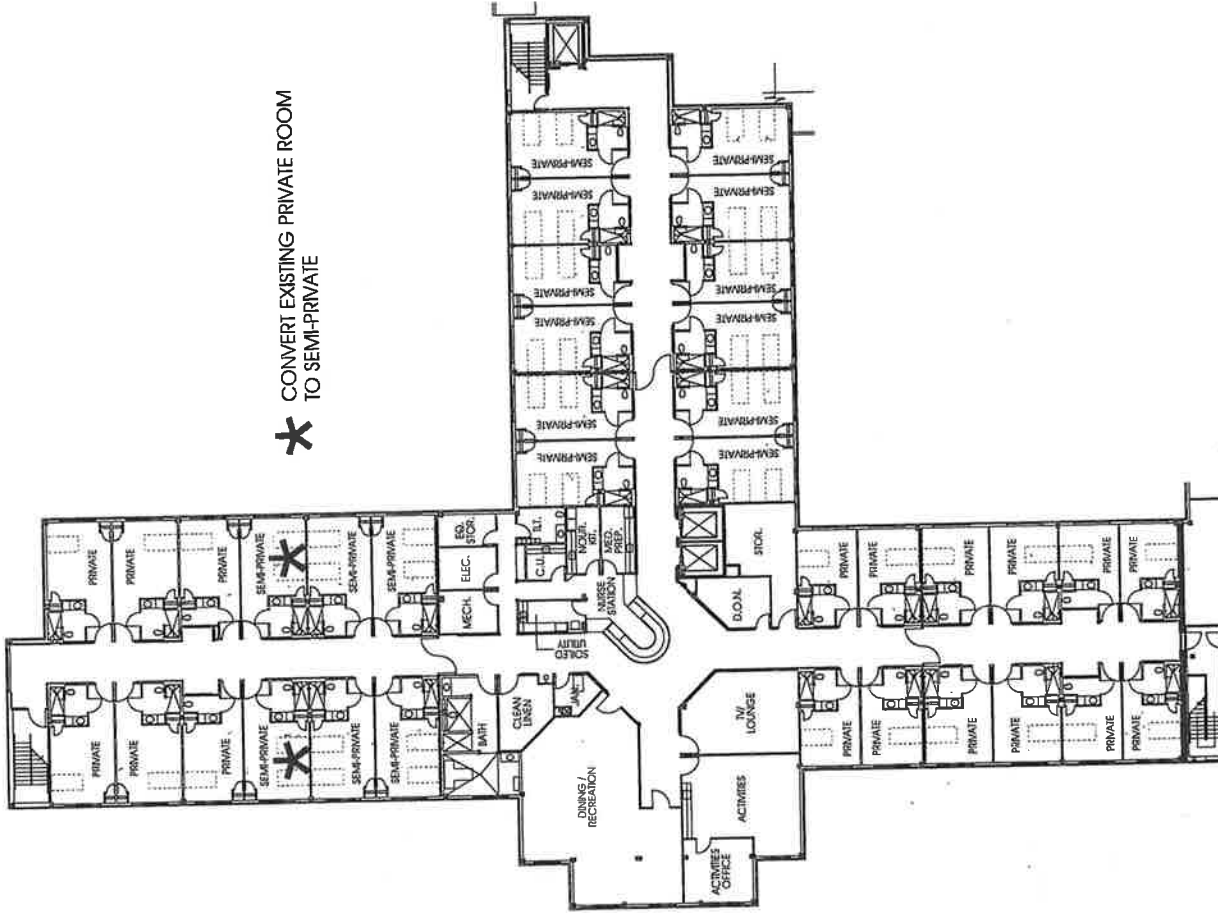 * CONVERT EXISTING PRIVATE ROOM
TO SEMI-PRIVATE
SEMI-PRIVATE
SEMI-PRIVATE
SEMI-PRIVATE
SEMI-PRIVATE
SEMI-PRIVATE
SEMI-PRIVATE
SEMI-PRIVATE
SEMI-PRIVATE
SEMI-PRIVATE
SEMI-PRIVATE
SEMI-PRIVATE
SEMI-PRIVATE
PRIVATE
PRIVATE
PRIVATE
SEMI-PRIVATE
*
SEMI-PRIVATE
SEMI-PRIVATE
PRIVATE
PRIVATE
PRIVATE
SEMI-PRIVATE
*
SEMI-PRIVATE
SEMI-PRIVATE
EQ.
STOR.
ELEC.
MECH.
TLT.
C.U.
NOUR.
KIT.
MED.
PREP.
NURSE
STATION
SOILED
UTILITY
BATH
CLEAN
LINEN
JAN.
DINING /
RECREATION
STOR.
D.O.N.
TV/
LOUNGE
ACTIVITIES
ACTIVITIES
OFFICE
PRIVATE
PRIVATE
PRIVATE
PRIVATE
PRIVATE
PRIVATE
PRIVATE
PRIVATE
PRIVATE
PRIVATE
PRIVATE
PRIVATE